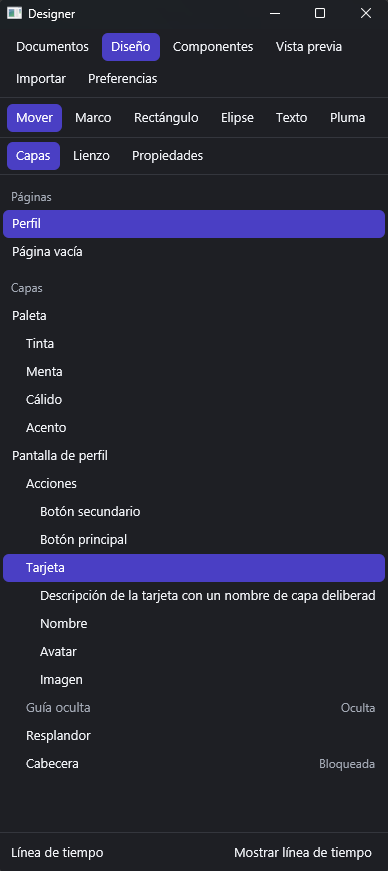 Designer
Documentos Diseño Componentes Vista previa
Importar Preferencias
Mover Marco Rectángulo Elipse Texto Pluma
Capas Lienzo Propiedades
Páginas
Perfil
Página vacía
Capas
Paleta
Tinta
Menta
Cálido
Acento
Pantalla de perfil
Acciones
Botón secundario
Botón principal
Tarjeta
Descripción de la tarjeta con un nombre de capa deliberad
Nombre
Avatar
Imagen
Guía oculta Oculta
Resplandor
Cabecera Bloqueada
Línea de tiempo Mostrar línea de tiempo